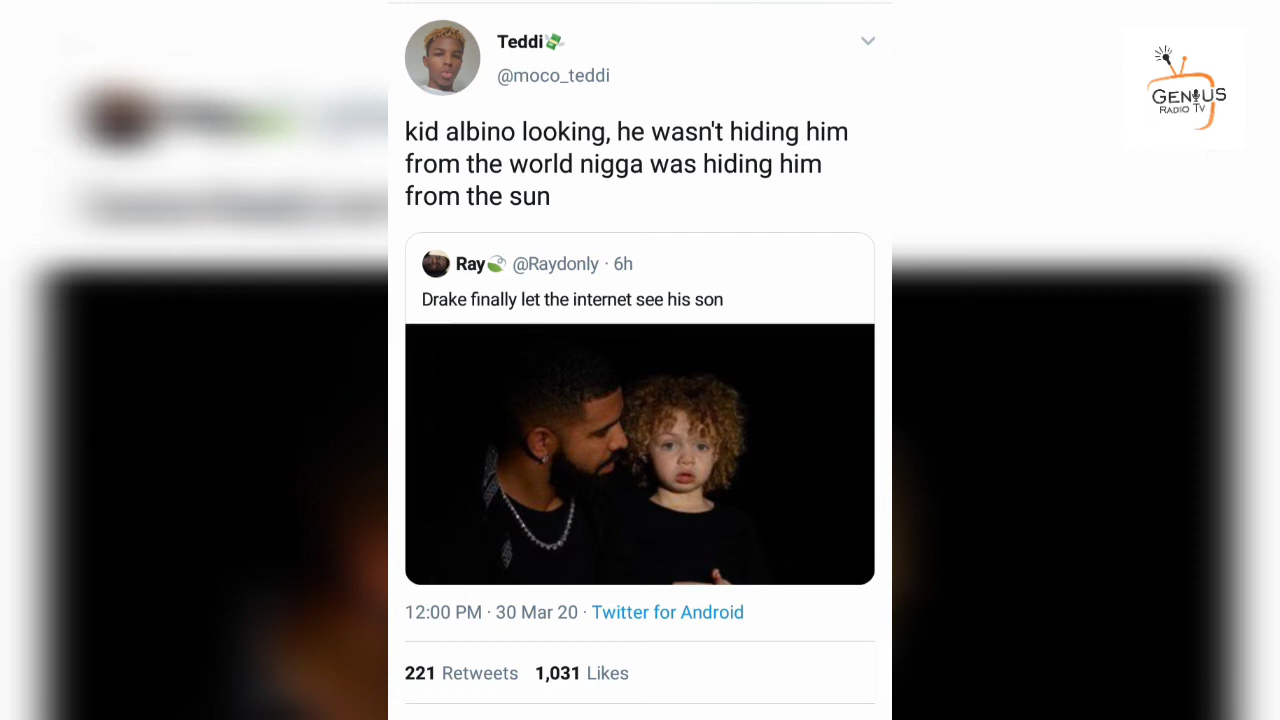 Teddi
@moco_teddi
GENIUS
RADIO TV
kid albino looking, he wasn't hiding him
from the world nigga was hiding him
from the sun
Ray @Raydonly · 6h
Drake finally let the internet see his son
12:00 PM · 30 Mar 20 · Twitter for Android
221 Retweets 1,031 Likes